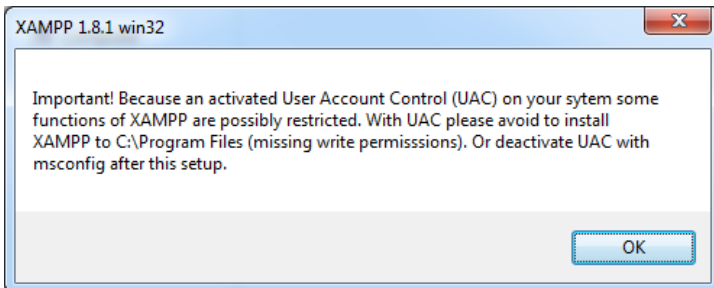 XAMPP 1.8.1 win32
Important! Because an activated User Account Control (UAC) on your sytem some
functions of XAMPP are possibly restricted. With UAC please avoid to install
XAMPP to C:\Program Files (missing write permisssions). Or deactivate UAC with
msconfig after this setup.
OK